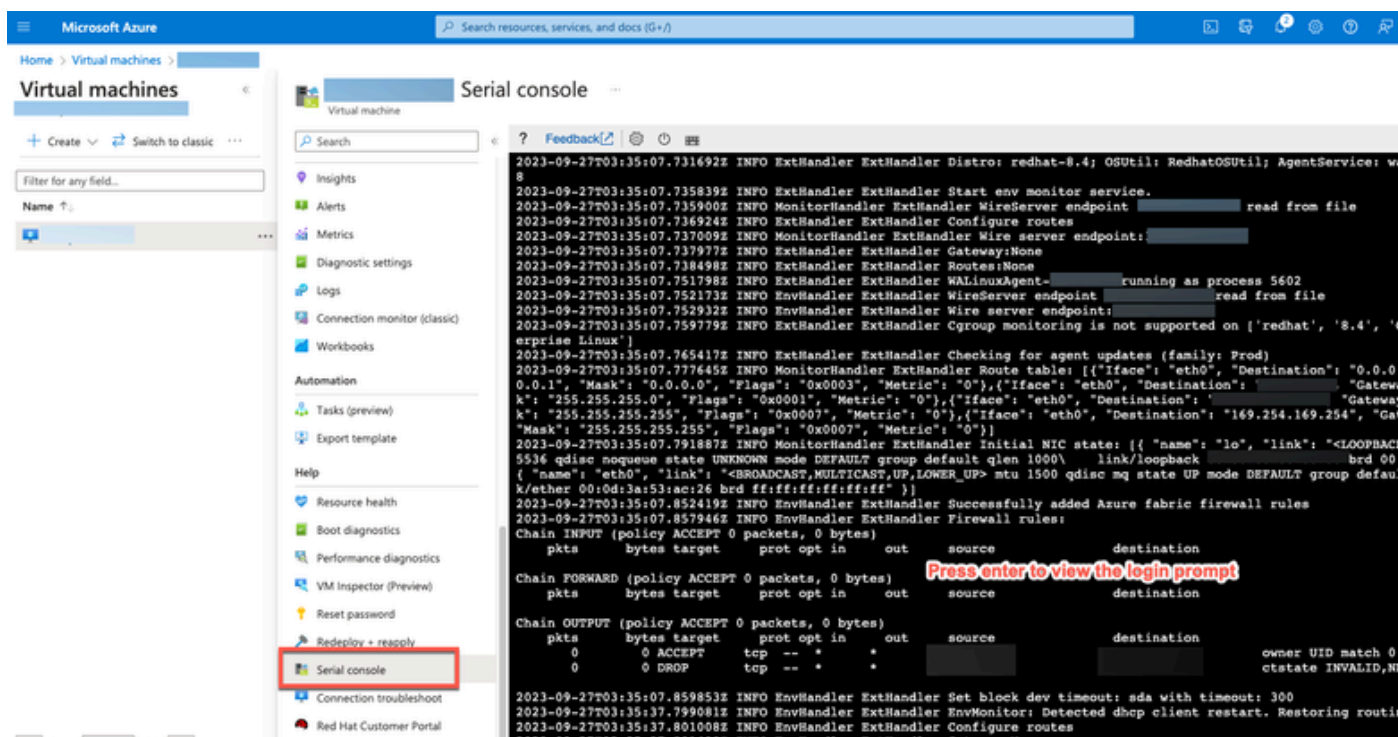 Microsoft Azure
Search resources, services, and docs (G+/)
2
Home > Virtual machines >
Virtual machines
Create
Switch to classic
Filter for any field...
Name
Serial console
Virtual machine
Search
Insights
Alerts
Metrics
Diagnostic settings
Logs
Connection monitor (classic)
Workbooks
Automation
Tasks (preview)
Export template
Help
Resource health
Boot diagnostics
Performance diagnostics
VM Inspector (Preview)
Reset password
Redeploy + reapply
Serial console
Connection troubleshoot
Red Hat Customer Portal
? Feedback
2023-09-27T03:35:07.731692Z INFO ExtHandler ExtHandler Distro: redhat-8.4; OSUtil: RedhatOSUtil; AgentService: wa
8
2023-09-27T03:35:07.735839Z INFO ExtHandler ExtHandler Start env monitor service.
2023-09-27T03:35:07.735900Z INFO MonitorHandler ExtHandler WireServer endpoint read from file
2023-09-27T03:35:07.736924Z INFO ExtHandler ExtHandler Configure routes
2023-09-27T03:35:07.737009Z INFO MonitorHandler ExtHandler Wire server endpoint:
2023-09-27T03:35:07.737977Z INFO ExtHandler ExtHandler Gateway:None
2023-09-27T03:35:07.738498Z INFO ExtHandler ExtHandler Routes:None
2023-09-27T03:35:07.751798Z INFO ExtHandler ExtHandler WALinuxAgent- running as process 5602
2023-09-27T03:35:07.752173Z INFO EnvHandler ExtHandler WireServer endpoint read from file
2023-09-27T03:35:07.752932Z INFO EnvHandler ExtHandler Wire server endpoint:
2023-09-27T03:35:07.759779Z INFO ExtHandler ExtHandler Cgroup monitoring is not supported on ['redhat', '8.4', '
erprise Linux']
2023-09-27T03:35:07.765417Z INFO ExtHandler ExtHandler Checking for agent updates (family: Prod)
2023-09-27T03:35:07.777645Z INFO MonitorHandler ExtHandler Route table: [{"Iface": "eth0", "Destination": "0.0.0
0.0.1", "Mask": "0.0.0.0", "Flags": "0x0003", "Metric": "0"},{"Iface": "eth0", "Destination": "Gatew
k": "255.255.255.0", "Flags": "0x0001", "Metric": "0"},{"Iface": "eth0", "Destination": ' "Gateway
k": "255.255.255.255", "Flags": "0x0007", "Metric": "0"},{"Iface": "eth0", "Destination": "169.254.169.254", "Ga
"Mask": "255.255.255.255", "Flags": "0x0007", "Metric": "0"}]
2023-09-27T03:35:07.791887Z INFO MonitorHandler ExtHandler Initial NIC state: [{ "name": "lo", "link": "<LOOPBACK
5536 qdisc noqueue state UNKNOWN mode DEFAULT group default qlen 1000\ link/loopback brd 00
{ "name": "eth0", "link": "<BROADCAST,MULTICAST,UP,LOWER_UP> mtu 1500 qdisc mq state UP mode DEFAULT group defau
k/ether 00:0d:3a:53:ac:26 brd ff:ff:ff:ff:ff:ff" }]
2023-09-27T03:35:07.852419Z INFO EnvHandler ExtHandler Successfully added Azure fabric firewall rules
2023-09-27T03:35:07.857946Z INFO EnvHandler ExtHandler Firewall rules:
Chain INPUT (policy ACCEPT 0 packets, 0 bytes)
pkts bytes target prot opt in out source destination
Press enter to view the login prompt
Chain FORWARD (policy ACCEPT 0 packets, 0 bytes)
pkts bytes target prot opt in out source destination
Chain OUTPUT (policy ACCEPT 0 packets, 0 bytes)
pkts bytes target prot opt in out source destination
0 0 ACCEPT tcp -- * * owner UID match 0
0 0 DROP tcp -- * * ctstate INVALID,N
2023-09-27T03:35:07.859853Z INFO EnvHandler ExtHandler Set block dev timeout: sda with timeout: 300
2023-09-27T03:35:37.799081Z INFO EnvHandler ExtHandler EnvMonitor: Detected dhcp client restart. Restoring routin
2023-09-27T03:35:37.801008Z INFO EnvHandler ExtHandler Configure routes